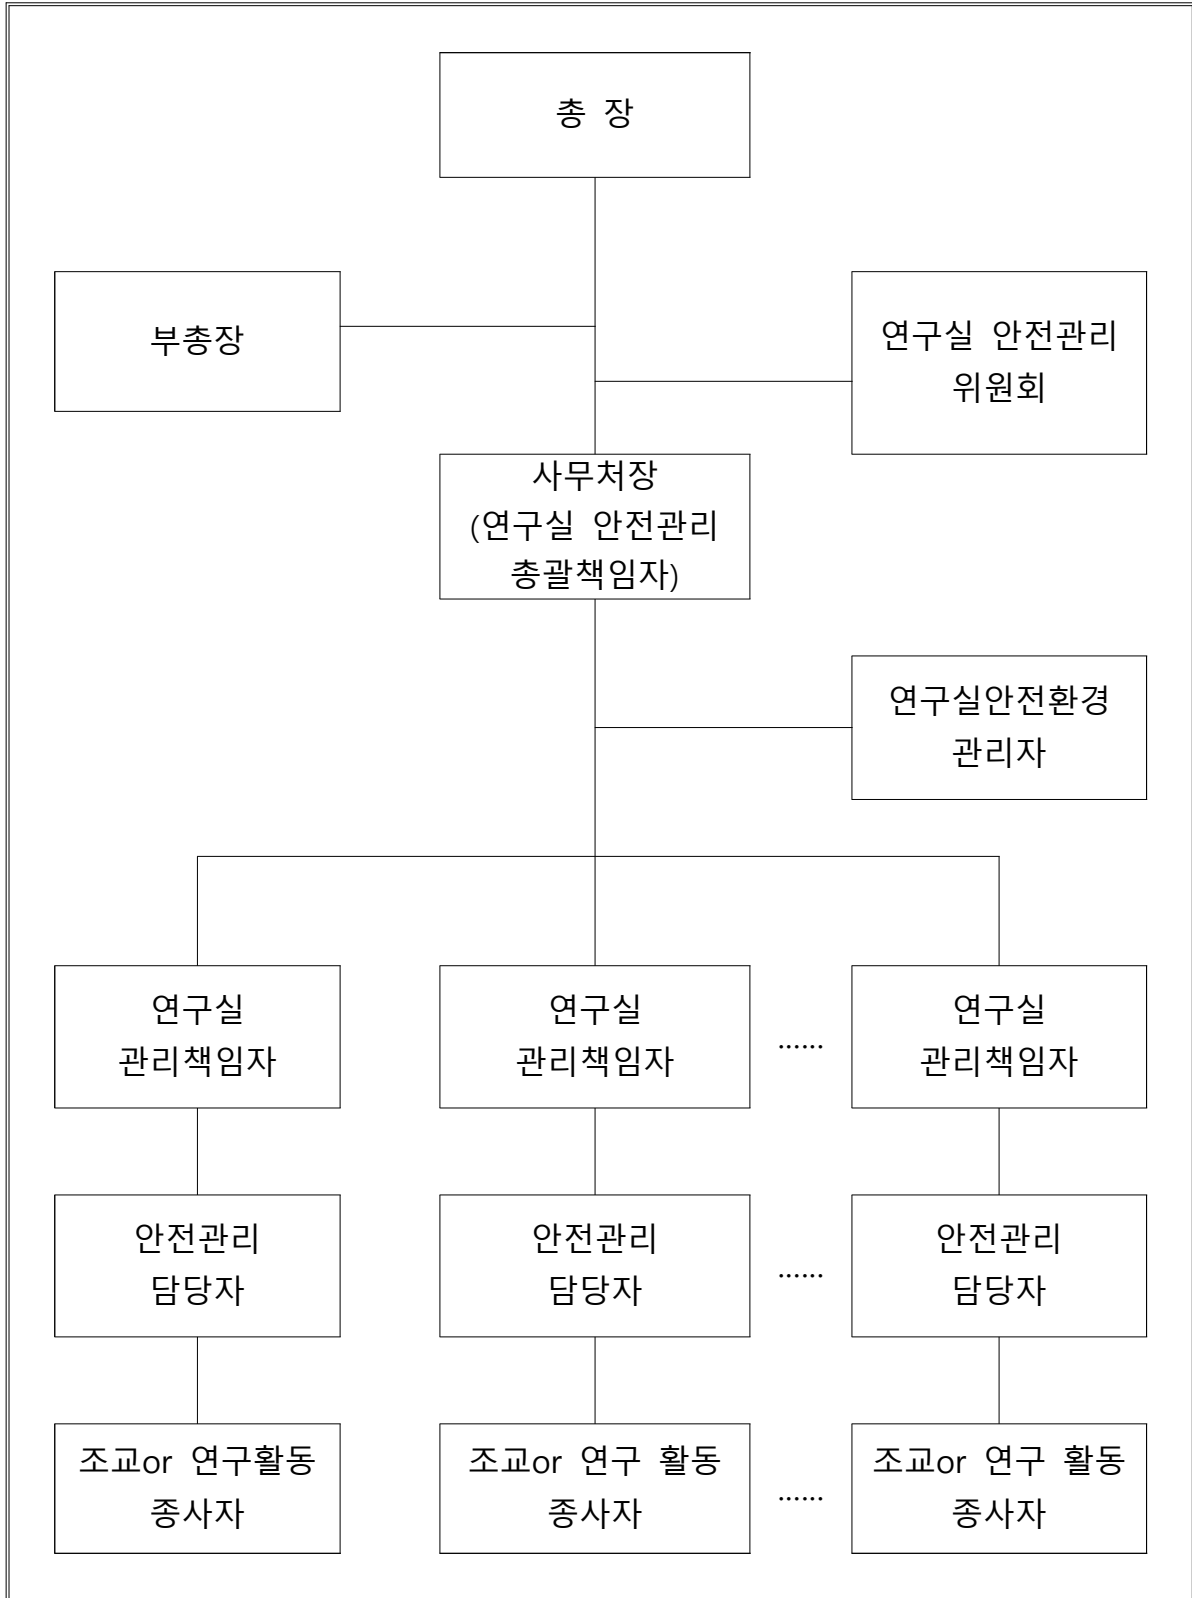 총 장
부총장
연구실 안전관리
위원회
사무처장
(연구실 안전관리
총괄책임자)
연구실안전환경
관리자
연구실
관리책임자
연구실
관리책임자
......
연구실
관리책임자
안전관리
담당자
안전관리
담당자
......
안전관리
담당자
조교or 연구활동
종사자
조교or 연구 활동
종사자
......
조교or 연구 활동
종사자